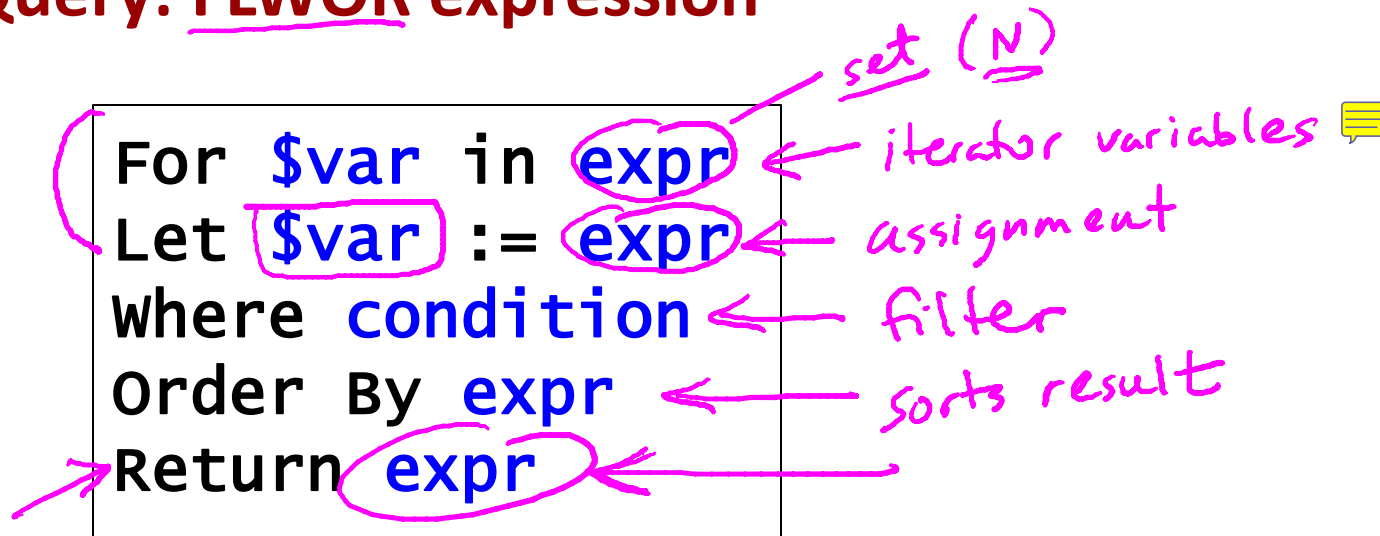 Query: FLWOR expression
set (N)
For $var in expr iterator variables
Let $var := expr assignment
Where condition filter
Order By expr sorts result
Return expr